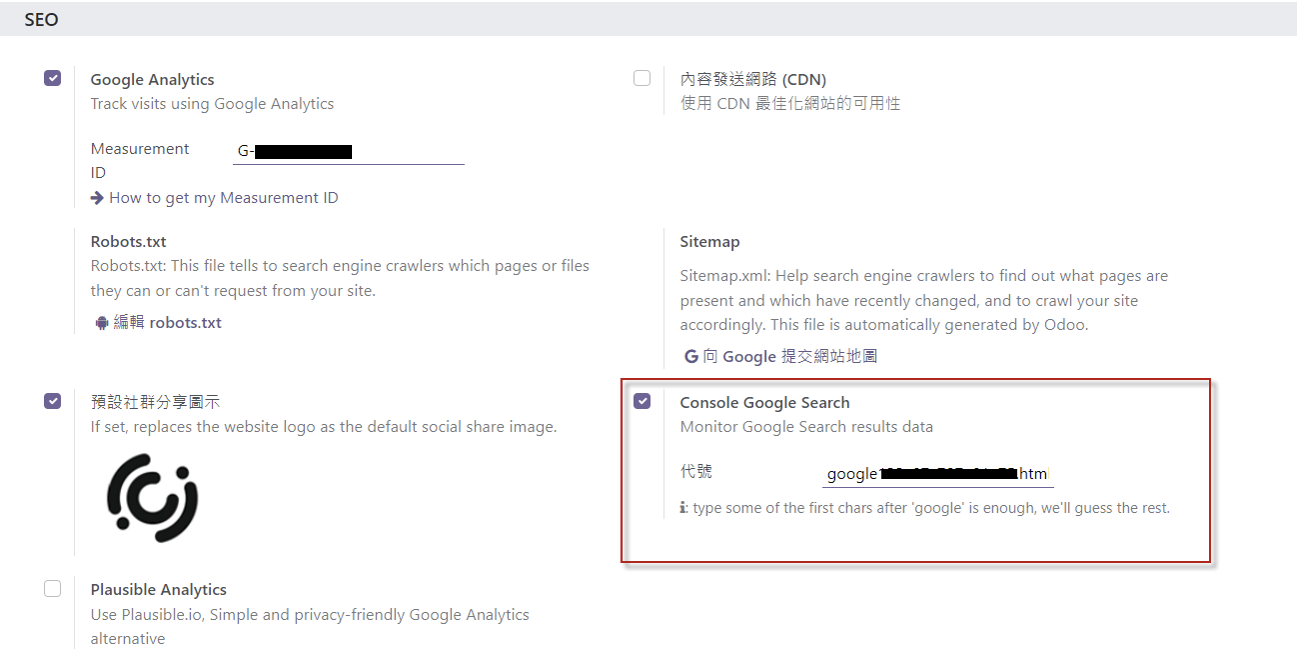 SEO
Google Analytics
Track visits using Google Analytics
Measurement
ID
G-
How to get my Measurement ID
內容發送網路 (CDN)
使用 CDN 最佳化網站的可用性
Robots.txt
Robots.txt: This file tells to search engine crawlers which pages or files
they can or can't request from your site.
編輯 robots.txt
Sitemap
Sitemap.xml: Help search engine crawlers to find out what pages are
present and which have recently changed, and to crawl your site
accordingly. This file is automatically generated by Odoo.
向 Google 提交網站地圖
預設社群分享圖示
If set, replaces the website logo as the default social share image.
Console Google Search
Monitor Google Search results data
代號
google .htm
: type some of the first chars after 'google' is enough, we'll guess the rest.
Plausible Analytics
Use Plausible.io, Simple and privacy-friendly Google Analytics
alternative